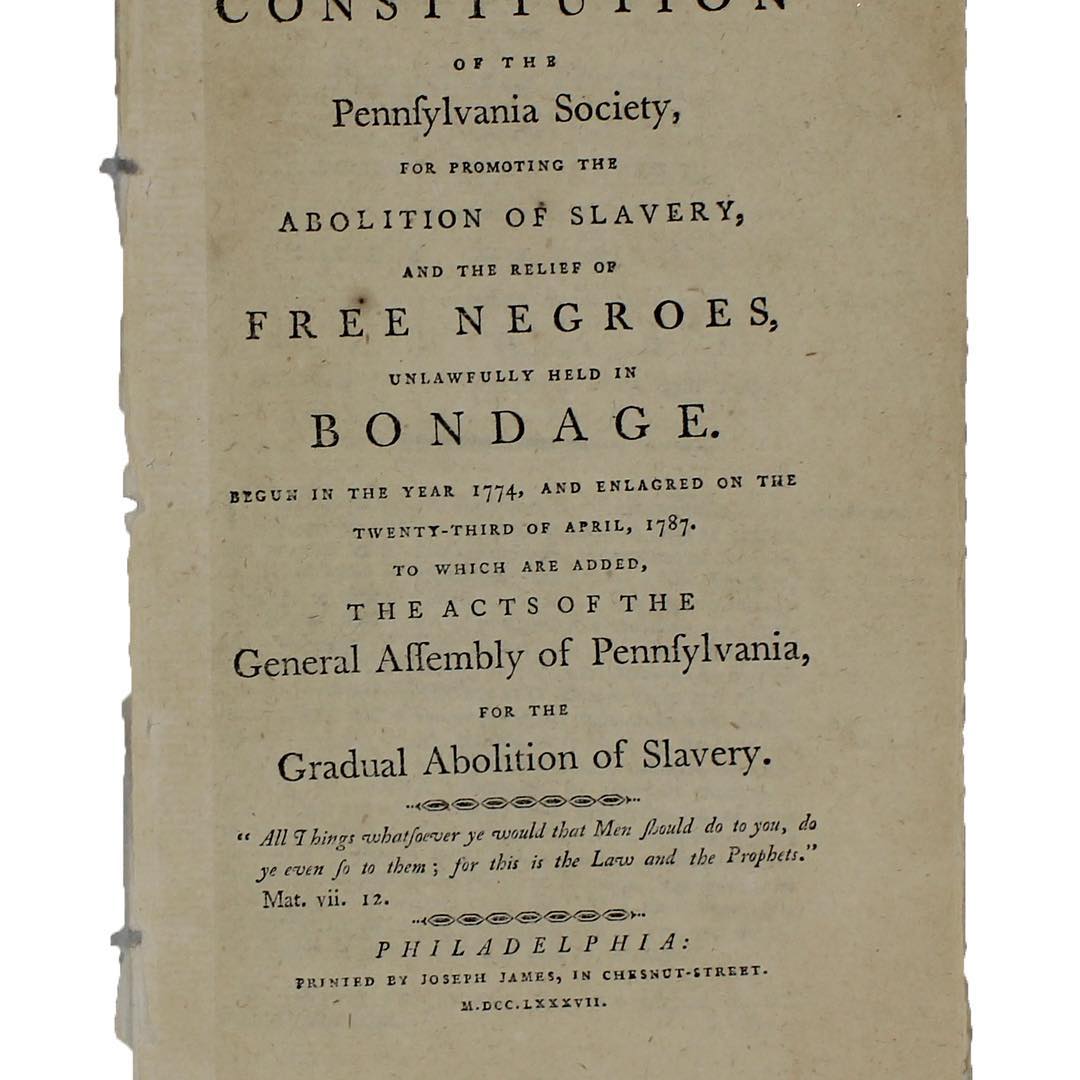 CONSTITUTION
OF THE
Pennſylvania Society,
FOR PROMOTING THE
ABOLITION OF SLAVERY,
AND THE RELIEF OF
FREE NEGROES,
UNLAWFULLY HELD IN
BONDAGE.
BEGUN IN THE YEAR 1774, AND ENLAGRED ON THE
TWENTY-THIRD OF APRIL, 1787.
TO WHICH ARE ADDED,
THE ACTS OF THE
General Aſſembly of Pennſylvania,
FOR THE
Gradual Abolition of Slavery.
“ All Things whatſoever ye would that Men ſhould do to you, do
ye even ſo to them ; for this is the Law and the Prophets.”
Mat. vii. 12.
PHILADELPHIA:
PRINTED BY JOSEPH JAMES, IN CHESNUT-STREET.
M.DCC.LXXXVII.